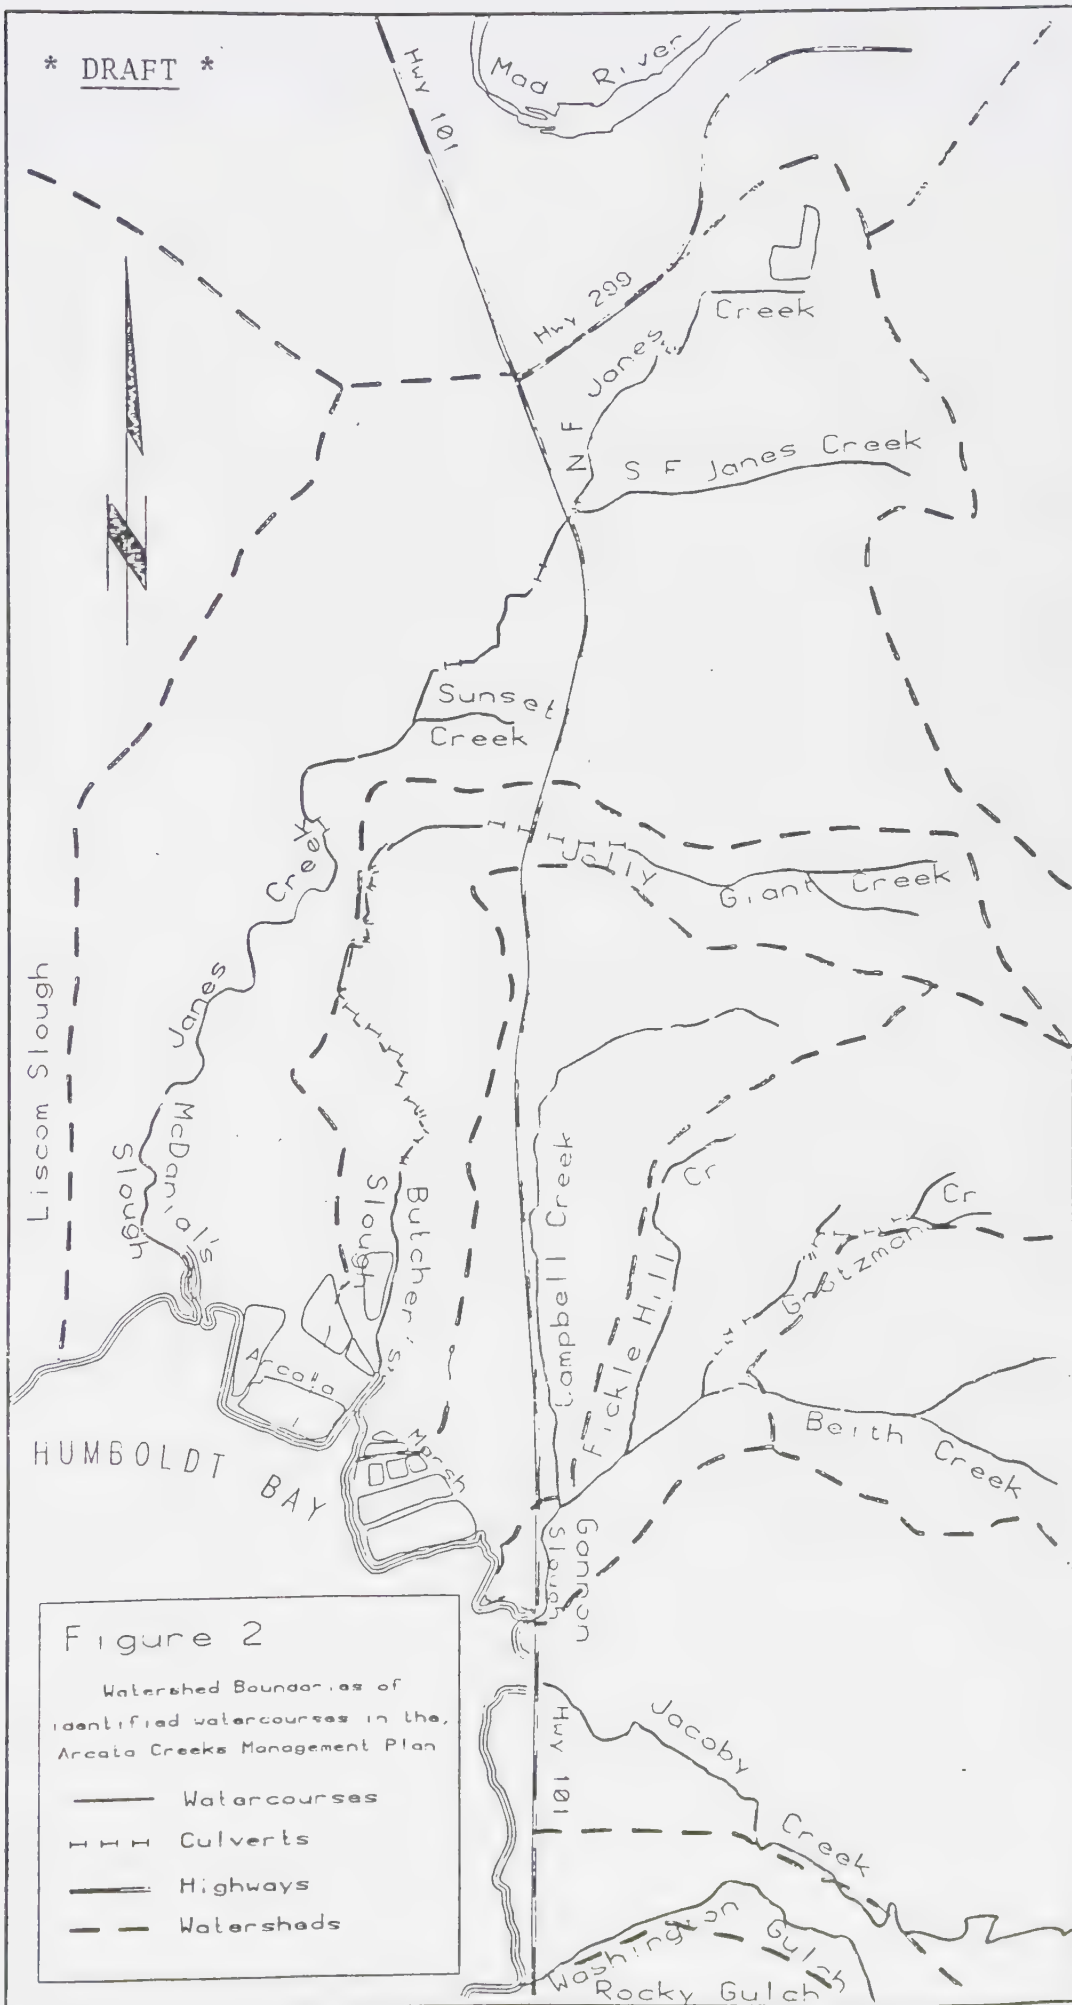 * DRAFT *
Hwy 101
Mad River
Hwy 299
N F Janes Creek
S F Janes Creek
Sunset
Creek
Janes Creek
Jolly Giant Creek
Liscom Slough
McDaniel's
Slough
Butcher's
Slough
Campbell Creek
Fickle Hill Cr
Grotzman Cr
Beith Creek
Arcata
Marsh
HUMBOLDT BAY
Gannon
Slough
Hwy 101
Jacoby Creek
Washington Gulch
Rocky Gulch
Figure 2
Watershed Boundaries of
identified watercourses in the,
Arcata Creeks Management Plan
Watercourses
Culverts
Highways
Watersheds